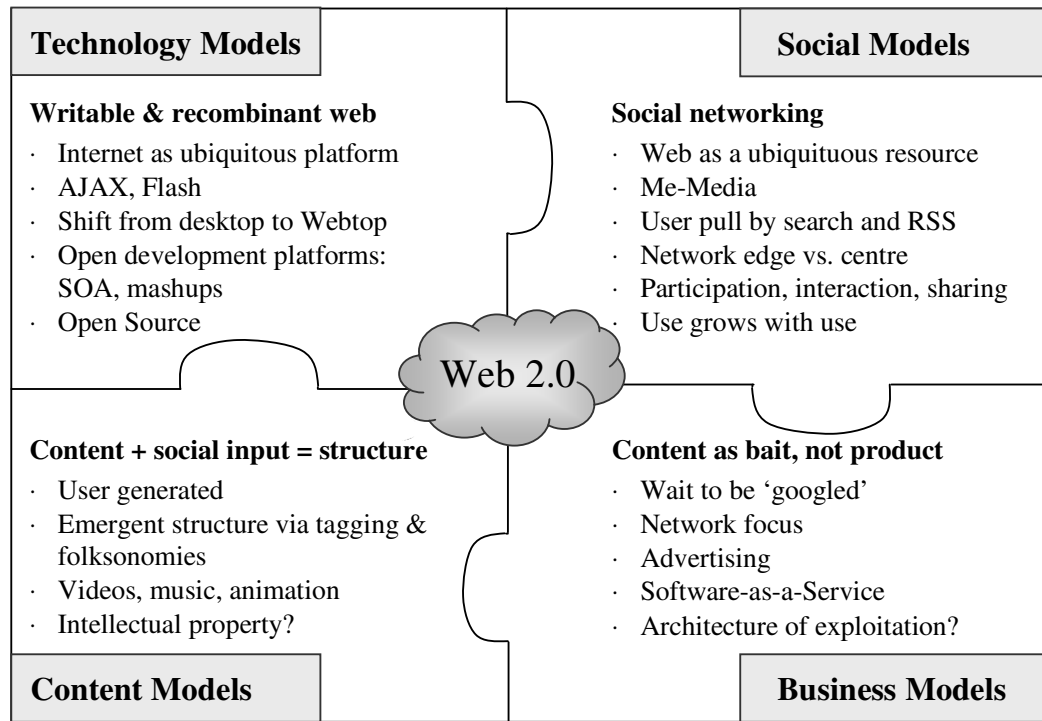 Technology Models
Writable & recombinant web
· Internet as ubiquitous platform
· AJAX, Flash
· Shift from desktop to Webtop
· Open development platforms:
SOA, mashups
· Open Source
Social Models
Social networking
· Web as a ubiquituous resource
· Me-Media
· User pull by search and RSS
· Network edge vs. centre
· Participation, interaction, sharing
· Use grows with use
Web 2.0
Content + social input = structure
· User generated
· Emergent structure via tagging &
folksonomies
· Videos, music, animation
· Intellectual property?
Content Models
Content as bait, not product
· Wait to be ‘googled’
· Network focus
· Advertising
· Software-as-a-Service
· Architecture of exploitation?
Business Models